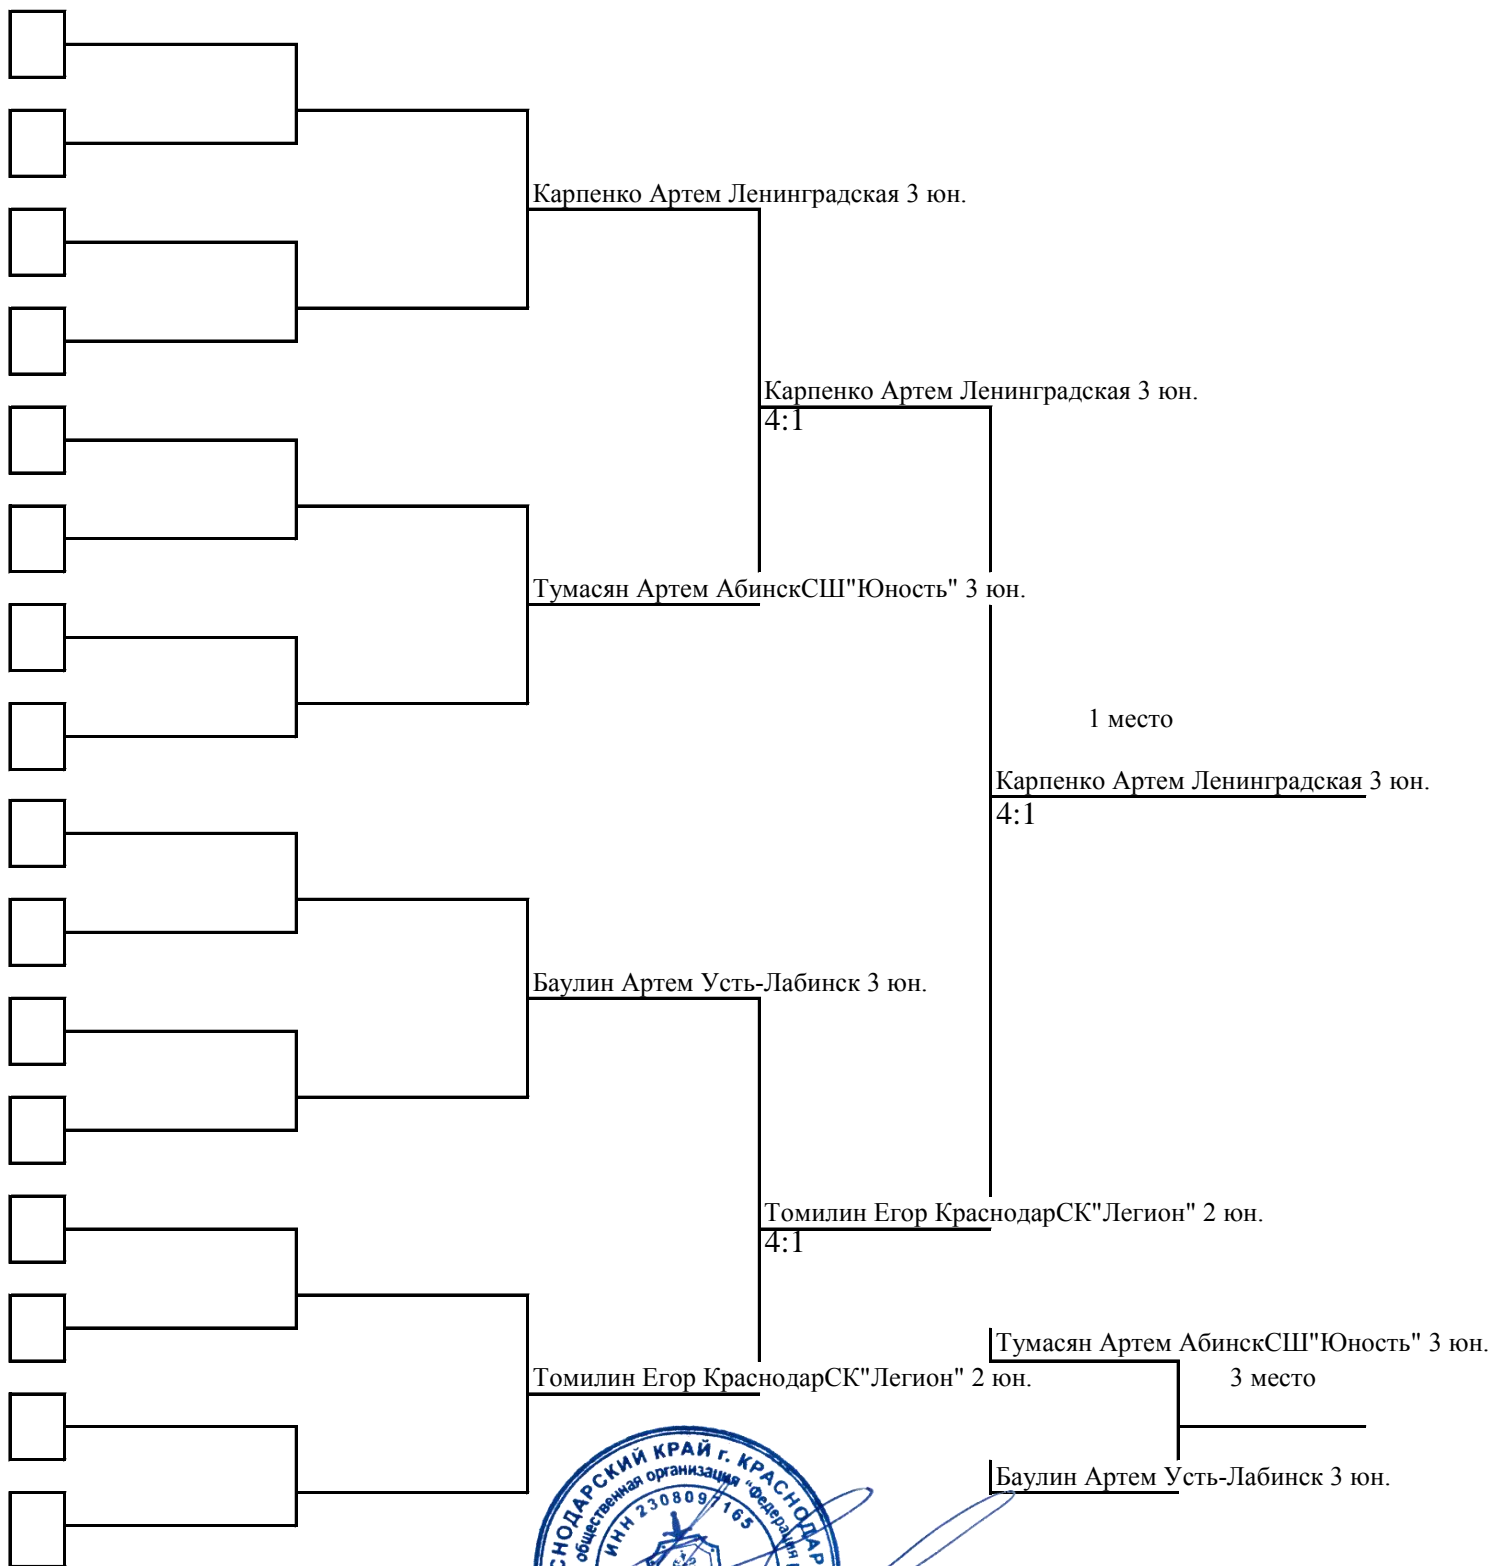 Карпенко Артем Ленинградская 3 юн.
Карпенко Артем Ленинградская 3 юн.
4:1
Тумасян Артем АбинскСШ"Юность" 3 юн.
1 место
Карпенко Артем Ленинградская 3 юн.
4:1
Баулин Артем Усть-Лабинск 3 юн.
Томилин Егор КраснодарСК"Легион" 2 юн.
4:1
Тумасян Артем АбинскСШ"Юность" 3 юн.
Томилин Егор КраснодарСК"Легион" 2 юн.
3 место
Баулин Артем Усть-Лабинск 3 юн.
КРАЙ г.
общественная организация "Федерация
ИНН 2308097165